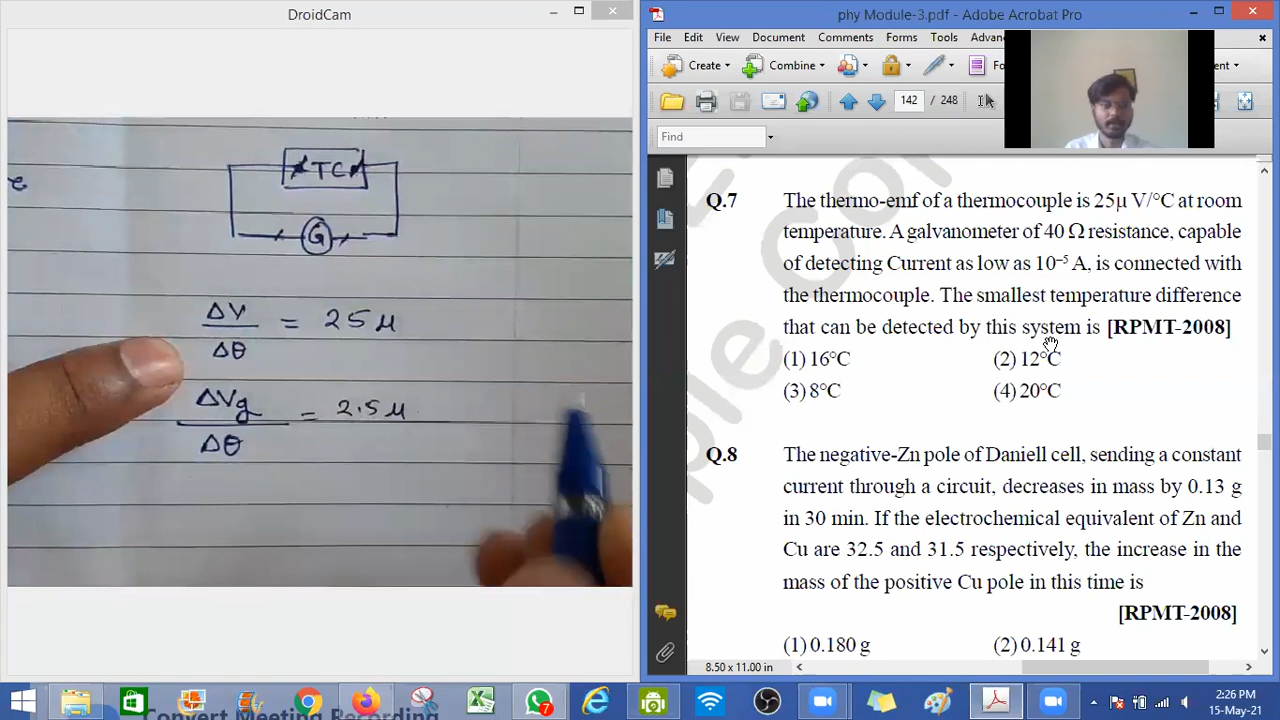 DroidCam
phy Module-3.pdf - Adobe Acrobat Pro
File Edit View Document Comments Forms Tools Advan
Create Combine Fo
142 / 248
Find
TC
G
ΔV/Δθ = 25 μ
ΔVg/Δθ = 2.5 μ
Q.7 The thermo-emf of a thermocouple is 25μ V/°C at room
temperature. A galvanometer of 40 Ω resistance, capable
of detecting Current as low as 10⁻⁵ A, is connected with
the thermocouple. The smallest temperature difference
that can be detected by this system is [RPMT-2008]
(1) 16°C (2) 12°C
(3) 8°C (4) 20°C
Q.8 The negative-Zn pole of Daniell cell, sending a constant
current through a circuit, decreases in mass by 0.13 g
in 30 min. If the electrochemical equivalent of Zn and
Cu are 32.5 and 31.5 respectively, the increase in the
mass of the positive Cu pole in this time is
[RPMT-2008]
(1) 0.180 g (2) 0.141 g
8.50 x 11.00 in
Convert Meeting Recording
2:26 PM
15-May-21